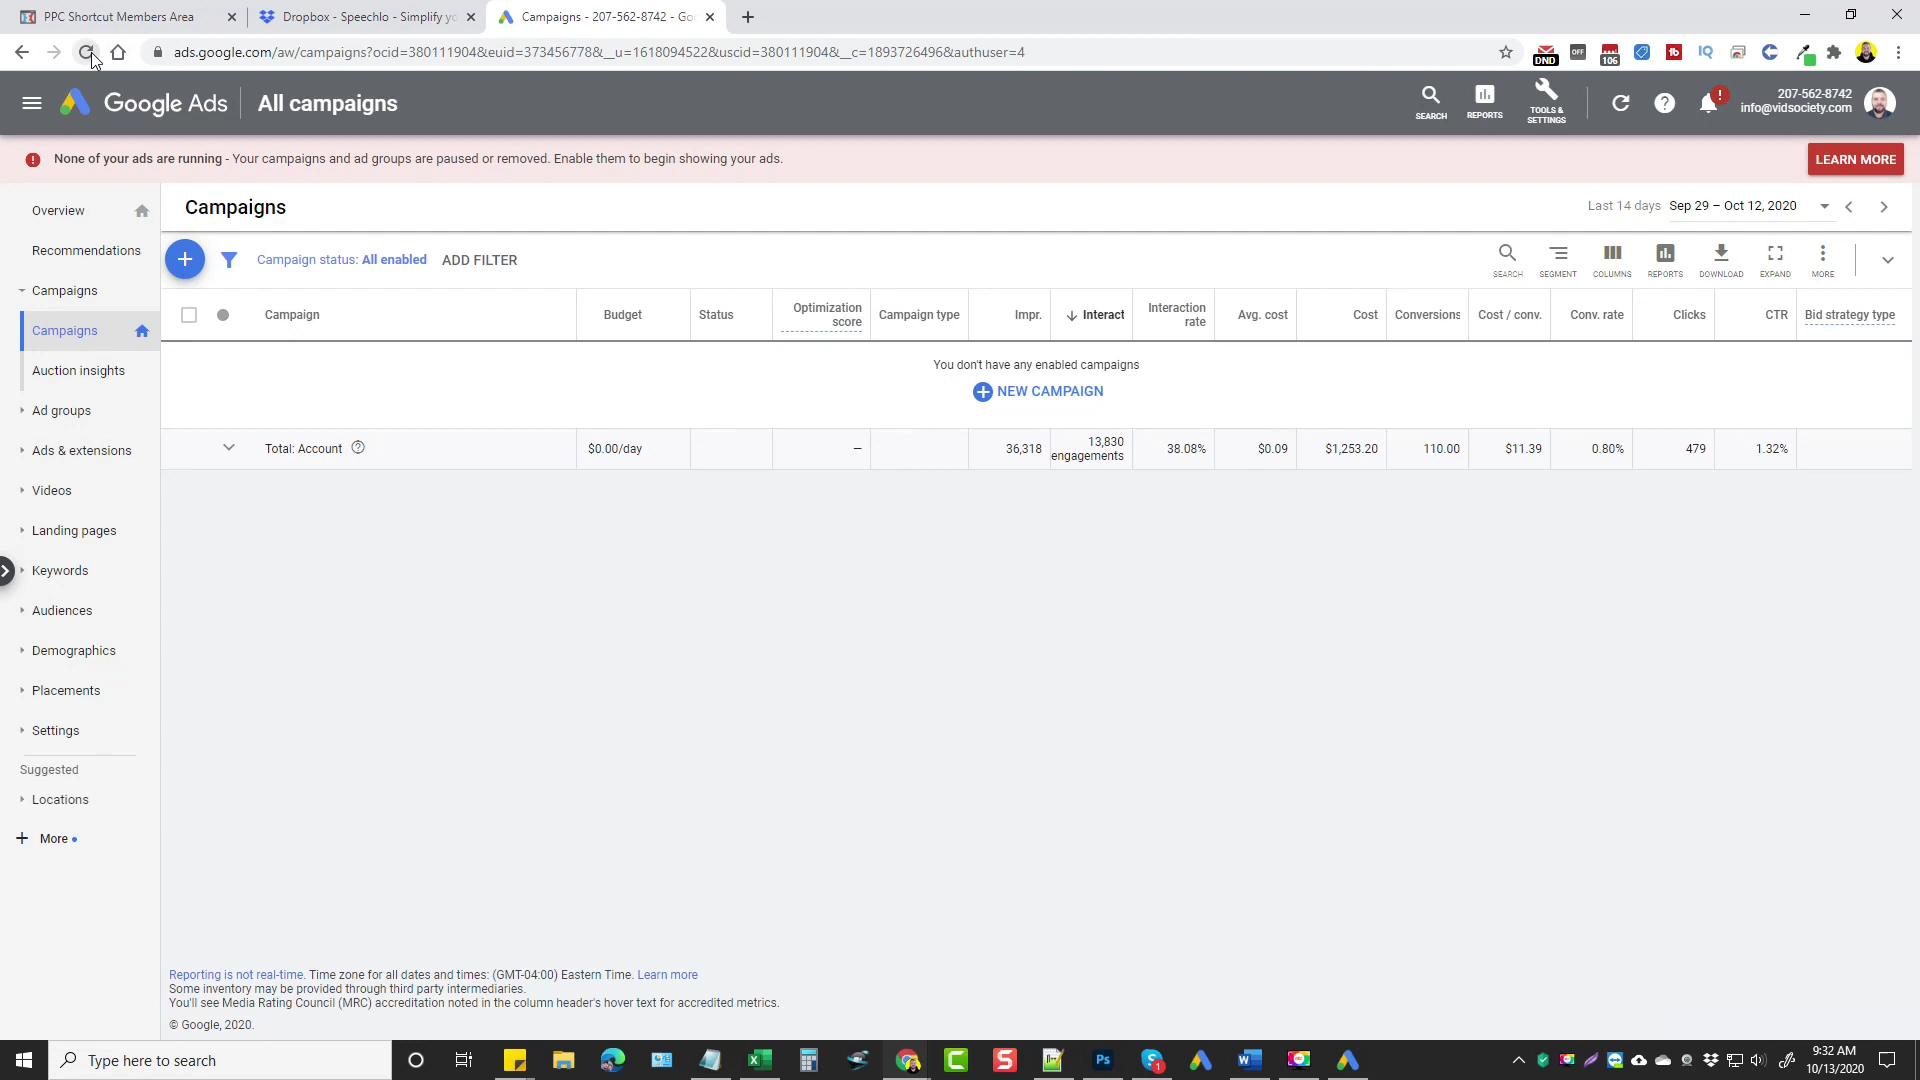 PPC Shortcut Members Area
Dropbox - Speechlo - Simplify yo
Campaigns - 207-562-8742 - Goo
ads.google.com/aw/campaigns?ocid=380111904&euid=373456778&__u=1618094522&uscid=380111904&__c=1893726496&authuser=4
DND
OFF
106
Google Ads
All campaigns
SEARCH
REPORTS
TOOLS &
SETTINGS
207-562-8742
info@vidsociety.com
None of your ads are running - Your campaigns and ad groups are paused or removed. Enable them to begin showing your ads.
LEARN MORE
Overview
Recommendations
Campaigns
Campaigns
Auction insights
Ad groups
Ads & extensions
Videos
Landing pages
Keywords
Audiences
Demographics
Placements
Settings
Suggested
Locations
More
Campaigns
Last 14 days Sep 29 – Oct 12, 2020
Campaign status: All enabled ADD FILTER
SEARCH
SEGMENT
COLUMNS
REPORTS
DOWNLOAD
EXPAND
MORE
Campaign
Budget
Status
Optimization
score
Campaign type
Impr.
Interact
Interaction
rate
Avg. cost
Cost
Conversions
Cost / conv.
Conv. rate
Clicks
CTR
Bid strategy type
You don't have any enabled campaigns
NEW CAMPAIGN
Total: Account
$0.00/day
–
36,318
13,830
engagements
38.08%
$0.09
$1,253.20
110.00
$11.39
0.80%
479
1.32%
Reporting is not real-time. Time zone for all dates and times: (GMT-04:00) Eastern Time. Learn more
Some inventory may be provided through third party intermediaries.
You'll see Media Rating Council (MRC) accreditation noted in the column header's hover text for accredited metrics.
© Google, 2020.
Type here to search
9:32 AM
10/13/2020